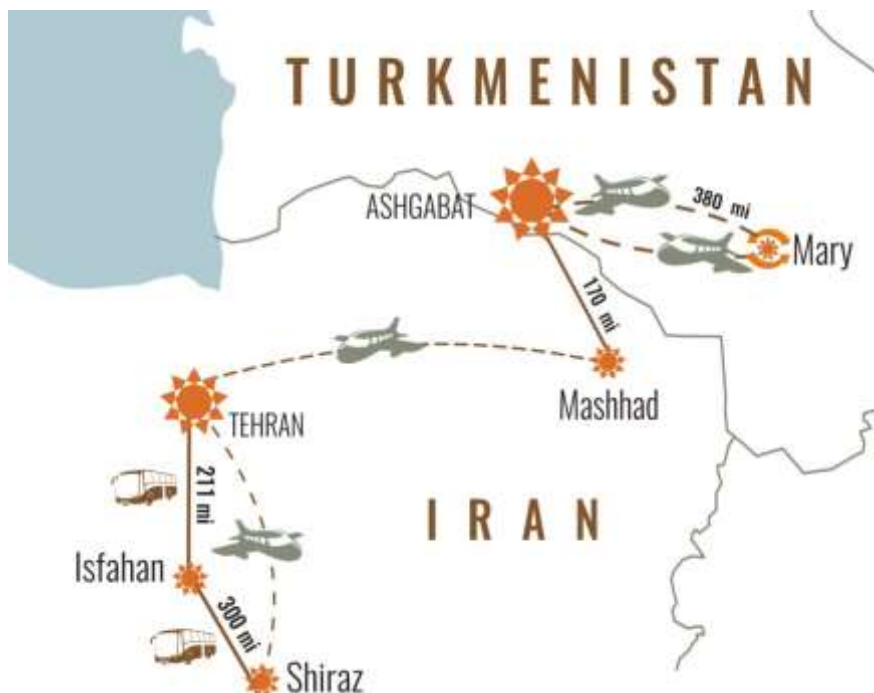 TURKMENISTAN
ASHGABAT
380 mi
Mary
170 mi
Mashhad
TEHRAN
211 mi
IRAN
Isfahan
300 mi
Shiraz